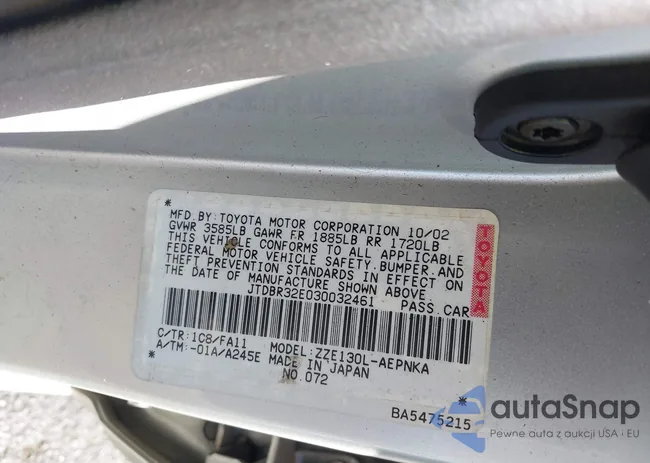 MFD.BY:TOYOTA MOTOR CORPORATION 10/02
GVWR 3585LB GAWR FR 1885LB RR 1720LB
THIS VEHICLE CONFORMS TO ALL APPLICABLE
FEDERAL MOTOR VEHICLE SAFETY,BUMPER,AND
THEFT PREVENTION STANDARDS IN EFFECT ON
THE DATE OF MANUFACTURE SHOWN ABOVE.
JTDBR32E030032461 PASS.CAR
TOYOTA
C/TR:1C8/FA11 MODEL:ZZE130L-AEPNKA
A/TM:-01A/A245E MADE IN JAPAN
NO.072
BA5475215
autaSnap
Pewne auta z aukcji USA i EU